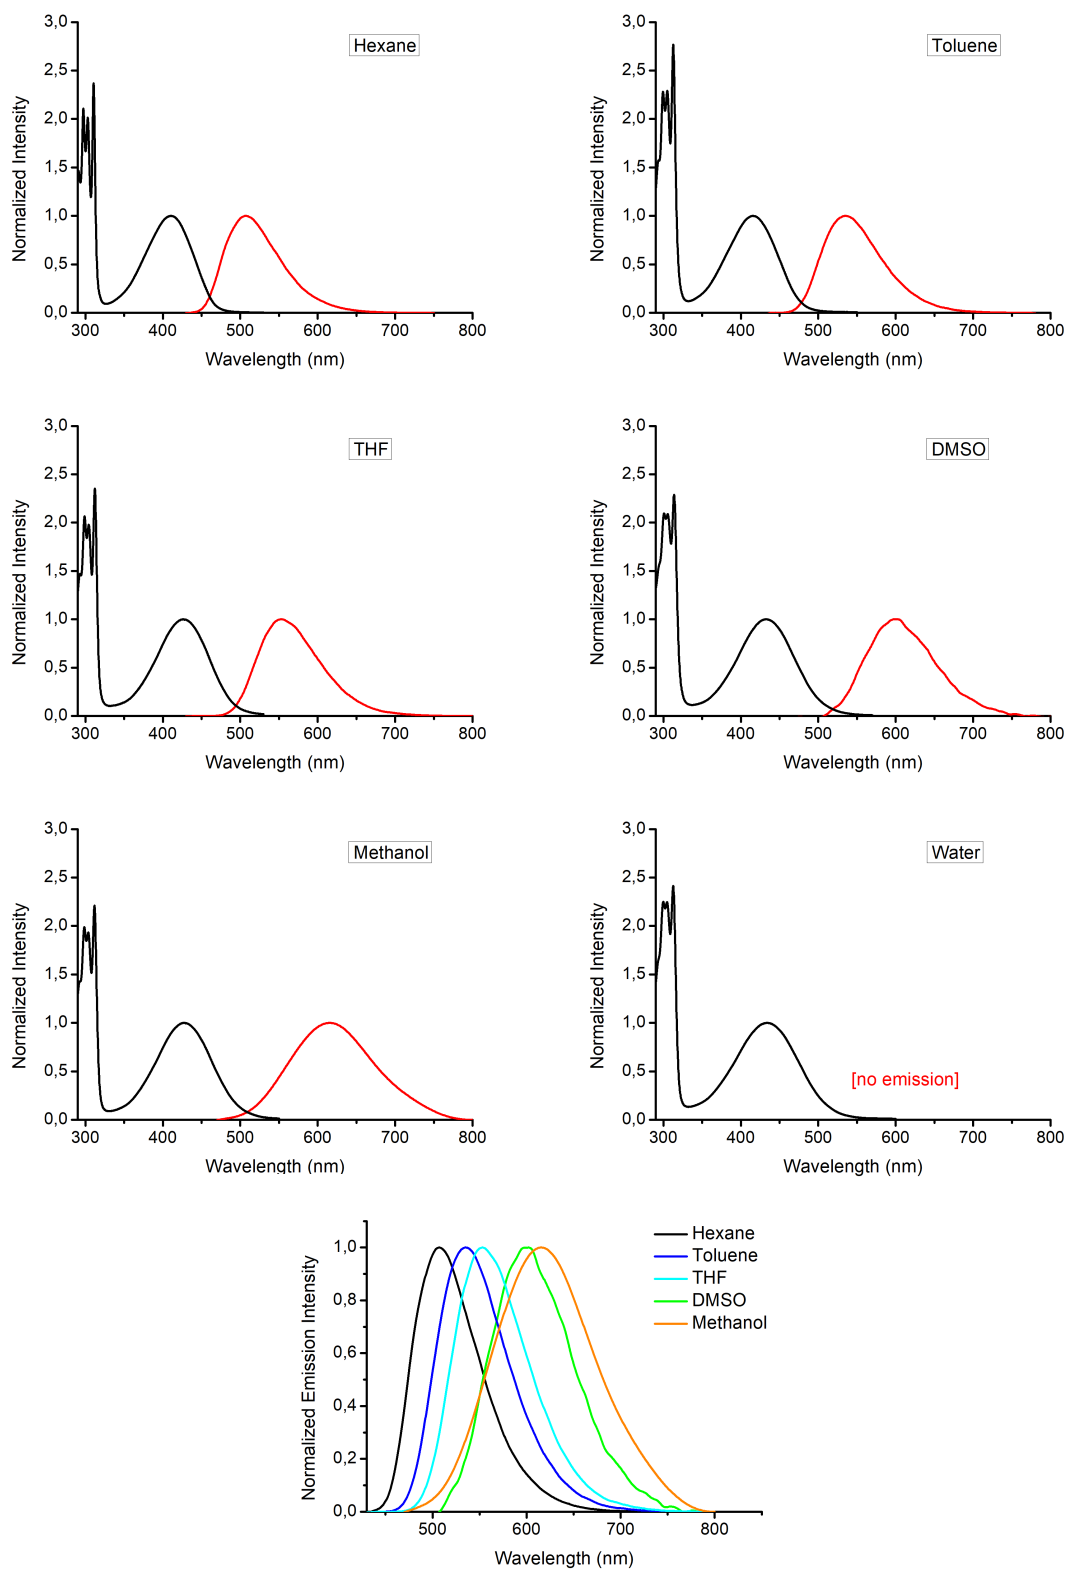 Hexane
Normalized Intensity
3,0
2,5
2,0
1,5
1,0
0,5
0,0
300 400 500 600 700 800
Wavelength (nm)
Toluene
Normalized Intensity
3,0
2,5
2,0
1,5
1,0
0,5
0,0
300 400 500 600 700 800
Wavelength (nm)
THF
Normalized Intensity
3,0
2,5
2,0
1,5
1,0
0,5
0,0
300 400 500 600 700 800
Wavelength (nm)
DMSO
Normalized Intensity
3,0
2,5
2,0
1,5
1,0
0,5
0,0
300 400 500 600 700 800
Wavelength (nm)
Methanol
Normalized Intensity
3,0
2,5
2,0
1,5
1,0
0,5
0,0
300 400 500 600 700 800
Wavelength (nm)
Water
Normalized Intensity
3,0
2,5
2,0
1,5
1,0
0,5
0,0
[no emission]
300 400 500 600 700 800
Wavelength (nm)
Normalized Emission Intensity
1,0
0,8
0,6
0,4
0,2
0,0
Hexane
Toluene
THF
DMSO
Methanol
500 600 700 800
Wavelength (nm)